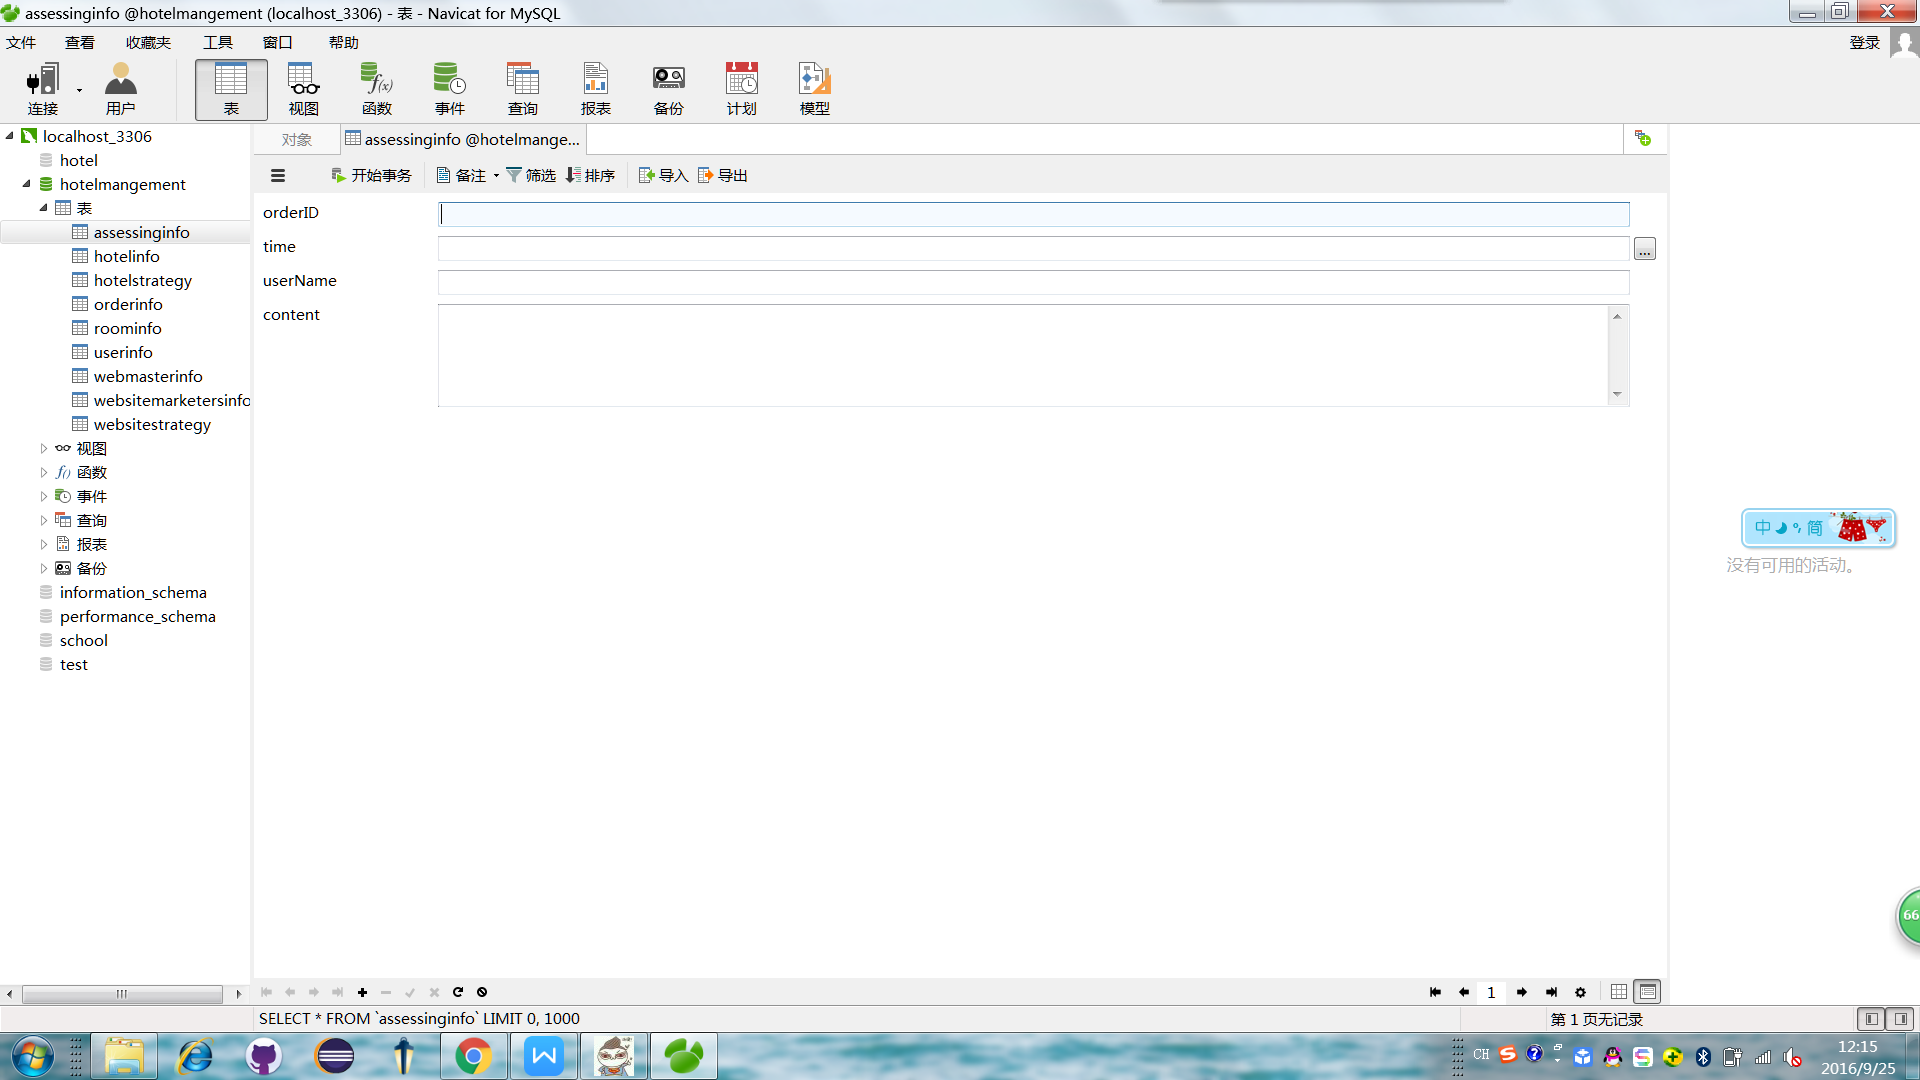 assessinginfo @hotelmangement (localhost_3306) - 表 - Navicat for MySQL
文件 查看 收藏夹 工具 窗口 帮助 登录
连接 用户 表 视图 函数 事件 查询 报表 备份 计划 模型
localhost_3306
hotel
hotelmangement
表
assessinginfo
hotelinfo
hotelstrategy
orderinfo
roominfo
userinfo
webmasterinfo
websitemarketersinfo
websitestrategy
视图
函数
事件
查询
报表
备份
information_schema
performance_schema
school
test
对象 assessinginfo @hotelmange...
开始事务 备注 筛选 排序 导入 导出
orderID
time
...
userName
content
中 简
没有可用的活动。
66
1
SELECT * FROM `assessinginfo` LIMIT 0, 1000
第 1 页无记录
CH
12:15
2016/9/25